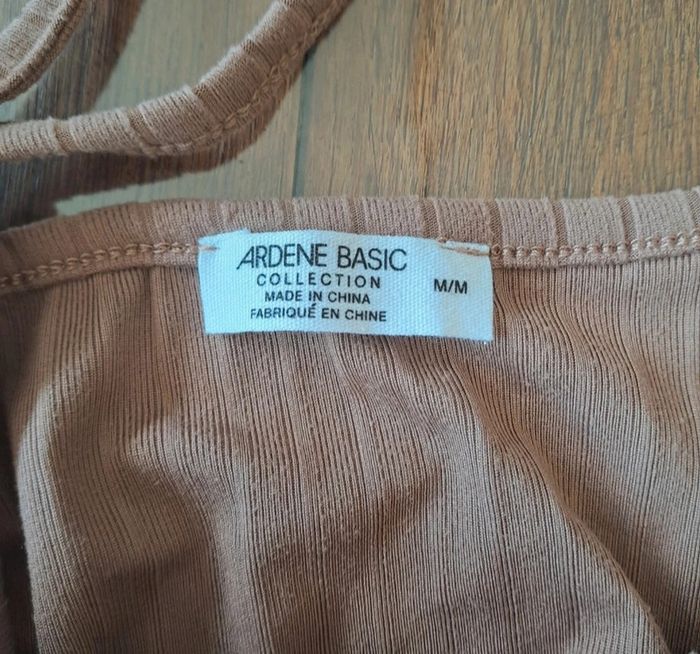 ARDENE BASIC
COLLECTION
M/M
MADE IN CHINA
FABRIQUÉ EN CHINE